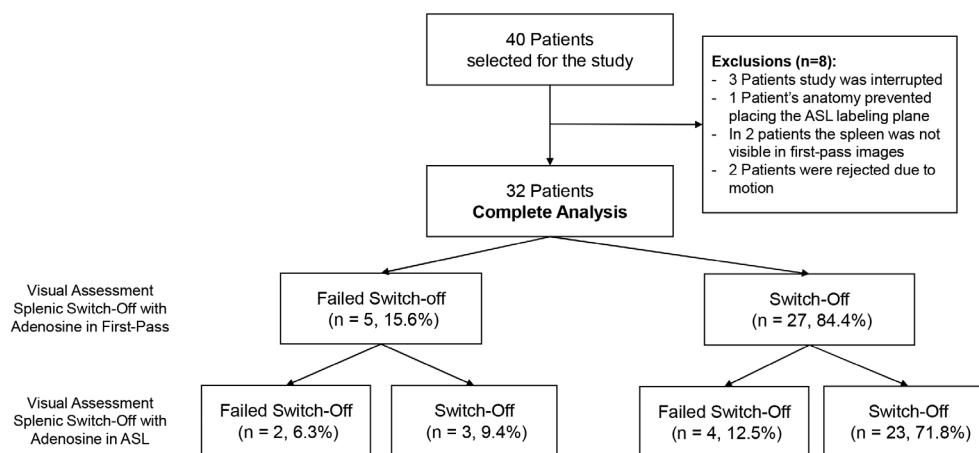 40 Patients
selected for the study
Exclusions (n=8):
- 3 Patients study was interrupted
- 1 Patient's anatomy prevented
placing the ASL labeling plane
- In 2 patients the spleen was not
visible in first-pass images
- 2 Patients were rejected due to
motion
32 Patients
Complete Analysis
Visual Assessment
Splenic Switch-Off with
Adenosine in First-Pass
Failed Switch-off
(n = 5, 15.6%)
Switch-Off
(n = 27, 84.4%)
Visual Assessment
Splenic Switch-Off with
Adenosine in ASL
Failed Switch-Off
(n = 2, 6.3%)
Switch-Off
(n = 3, 9.4%)
Failed Switch-Off
(n = 4, 12.5%)
Switch-Off
(n = 23, 71.8%)